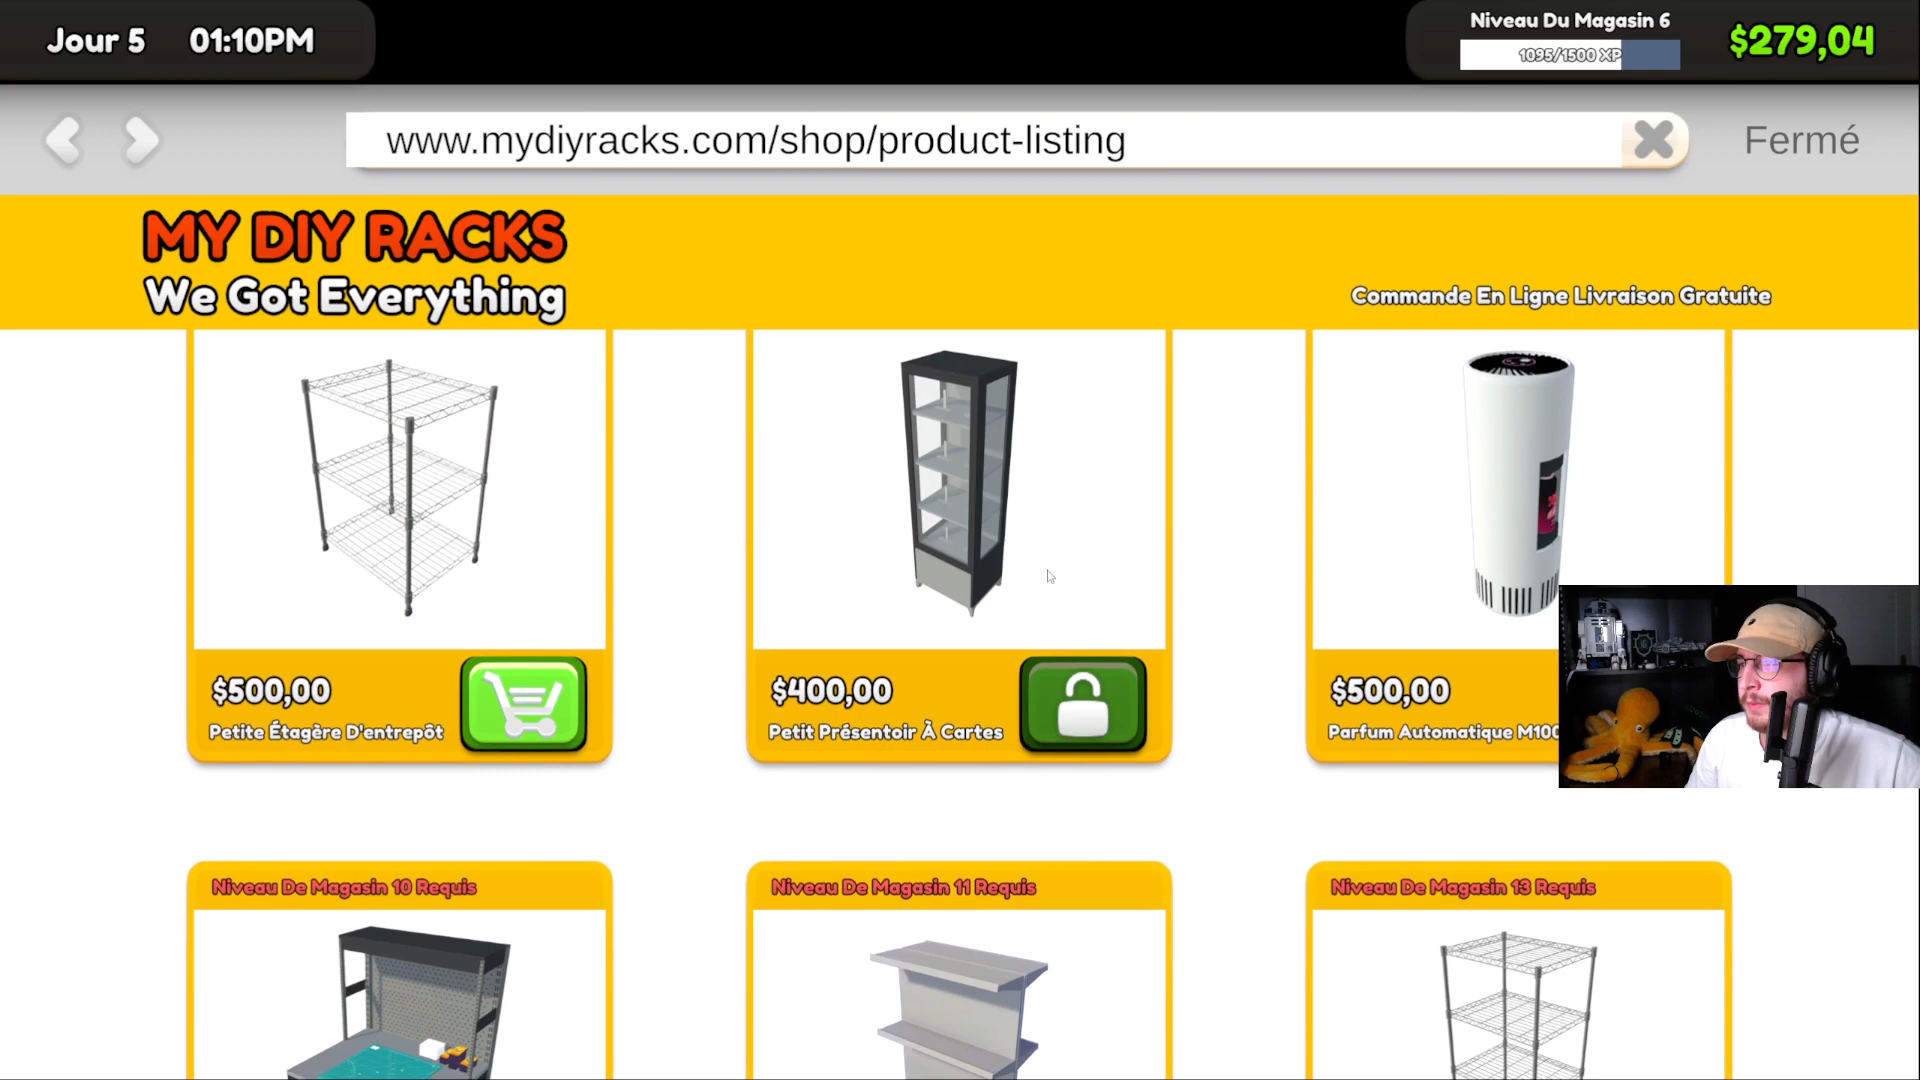 Jour 5 01:10PM
Niveau Du Magasin 6
1095/1500 XP
$279,04
www.mydiyracks.com/shop/product-listing
Fermé
MY DIY RACKS
We Got Everything
Commande En Ligne Livraison Gratuite
$500,00
Petite Étagère D'entrepôt
$400,00
Petit Présentoir À Cartes
$500,00
Parfum Automatique M100
Niveau De Magasin 10 Requis
Niveau De Magasin 11 Requis
Niveau De Magasin 13 Requis